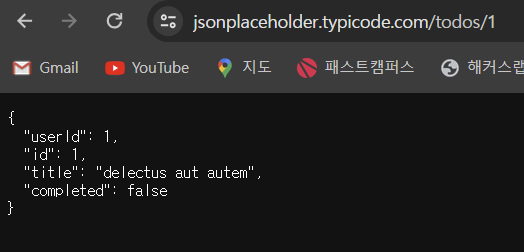 jsonplaceholder.typicode.com/todos/1
Gmail YouTube 지도 패스트캠퍼스 해커스랩
{
  "userId": 1,
  "id": 1,
  "title": "delectus aut autem",
  "completed": false
}